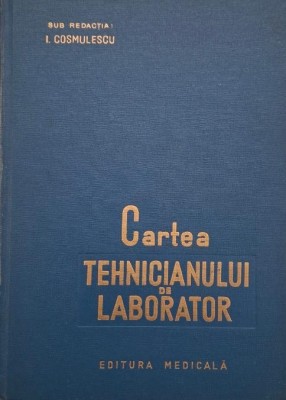 SUB REDACȚIA:
I. COSMULESCU
Cartea
TEHNICIANULUI
DE
LABORATOR
EDITURA MEDICALĂ